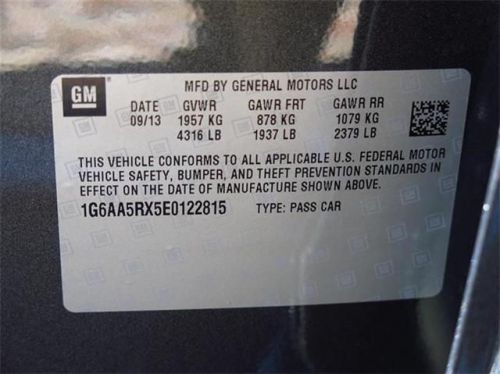 GM
MFD BY GENERAL MOTORS LLC
DATE GVWR GAWR FRT GAWR RR
09/13 1957 KG 878 KG 1079 KG
4316 LB 1937 LB 2379 LB
THIS VEHICLE CONFORMS TO ALL APPLICABLE U.S. FEDERAL MOTOR
VEHICLE SAFETY, BUMPER, AND THEFT PREVENTION STANDARDS IN
EFFECT ON THE DATE OF MANUFACTURE SHOWN ABOVE.
1G6AA5RX5E0122815 TYPE: PASS CAR